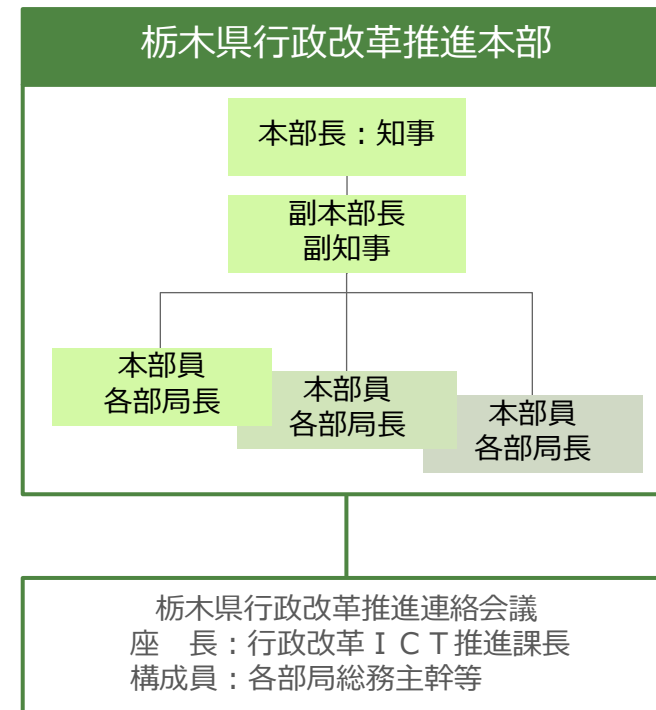 栃木県行政改革推進本部
本部長：知事
副本部長
副知事
本部員
各部局長
本部員
各部局長
本部員
各部局長
栃木県行政改革推進連絡会議
座　長：行政改革ＩＣＴ推進課長
構成員：各部局総務主幹等